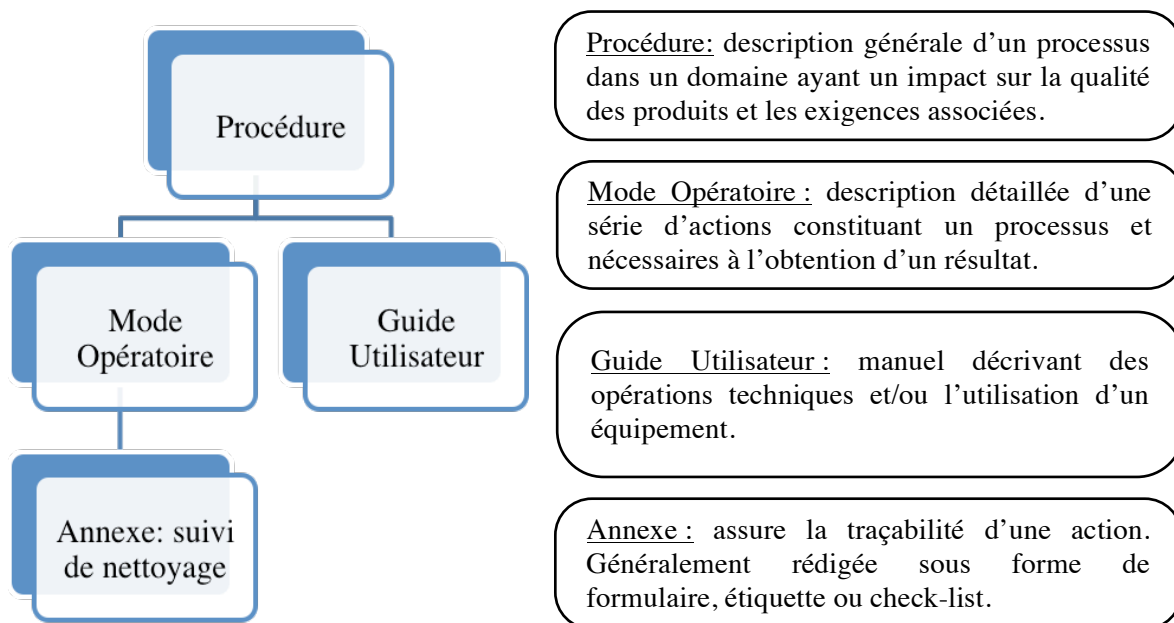 Procédure
Mode
Opératoire
Guide
Utilisateur
Annexe: suivi
de nettoyage
Procédure: description générale d’un processus
dans un domaine ayant un impact sur la qualité
des produits et les exigences associées.
Mode Opératoire : description détaillée d’une
série d’actions constituant un processus et
nécessaires à l’obtention d’un résultat.
Guide Utilisateur : manuel décrivant des
opérations techniques et/ou l’utilisation d’un
équipement.
Annexe : assure la traçabilité d’une action.
Généralement rédigée sous forme de
formulaire, étiquette ou check-list.